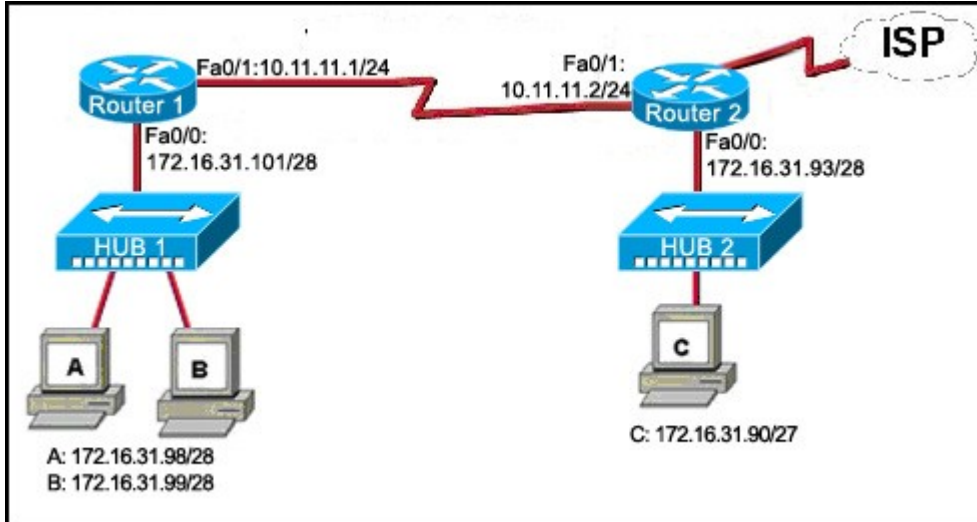 ISP
Fa0/1:10.11.11.1/24
Fa0/1:
10.11.11.2/24
Router 1
Router 2
Fa0/0:
172.16.31.101/28
Fa0/0:
172.16.31.93/28
HUB 1
HUB 2
A
B
C
C: 172.16.31.90/27
A: 172.16.31.98/28
B: 172.16.31.99/28